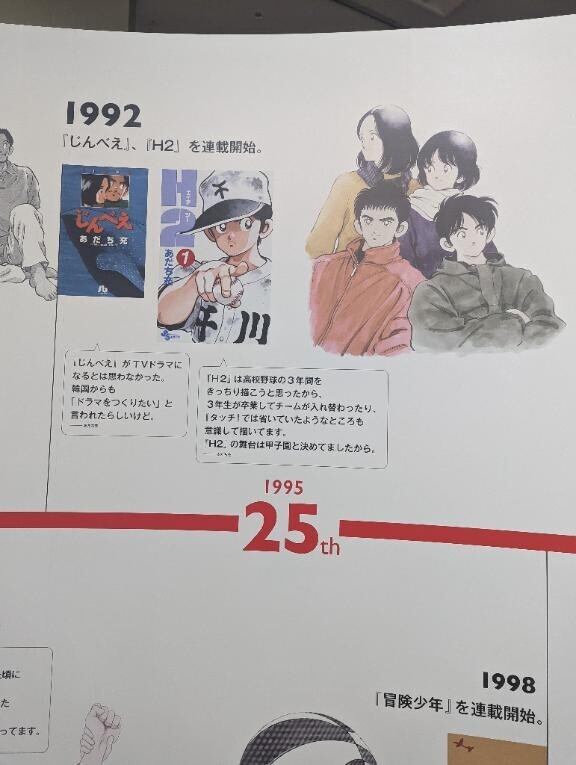 1992
『じんべえ』、『H2』を連載開始。
じんべえ
あだち充
H2
エイチ ツー
1
あだち充
千川
『じんべえ』がTVドラマに
なるとは思わなかった。
韓国からも
「ドラマをつくりたい」と
言われたらしいけど。
『H2』は高校野球の3年間を
きっちり描こうと思ったから、
3年生が卒業してチームが入れ替わったり、
『タッチ』では省いていたようなところも
意識して描いてます。
『H2』の舞台は甲子園と決めてましたから。
1995
25th
頃に
った
ってます。
1998
『冒険少年』を連載開始。